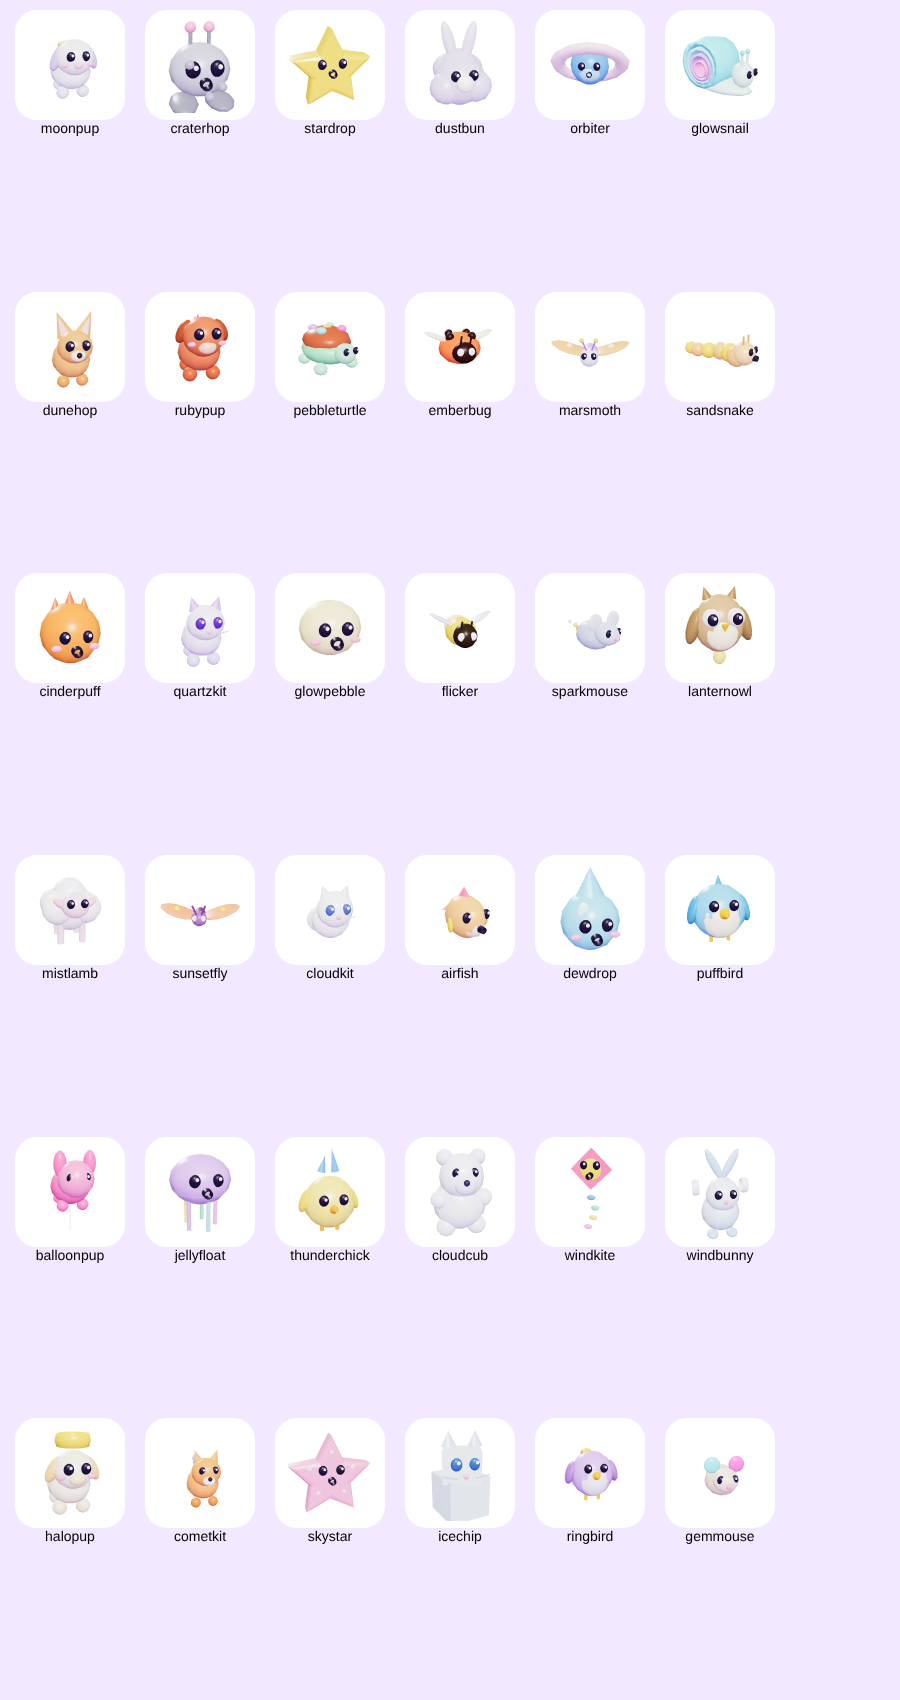 moonpup craterhop stardrop dustbun orbiter glowsnail
dunehop rubypup pebbleturtle emberbug marsmoth sandsnake
cinderpuff quartzkit glowpebble flicker sparkmouse lanternowl
mistlamb sunsetfly cloudkit airfish dewdrop puffbird
balloonpup jellyfloat thunderchick cloudcub windkite windbunny
halopup cometkit skystar icechip ringbird gemmouse